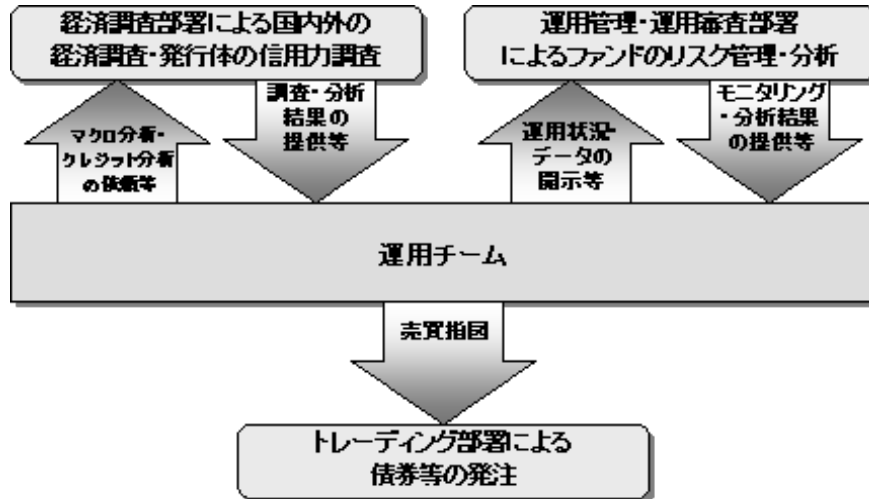 経済調査部署による国内外の
経済調査・発行体の信用力調査
運用管理・運用審査部署
によるファンドのリスク管理・分析
マクロ分析・
クレジット分析
の依頼等
調査・分析
結果の
提供等
運用状況・
データの
開示等
モニタリング
・分析結果
の提供等
運用チーム
売買指図
トレーディング部署による
債券等の発注